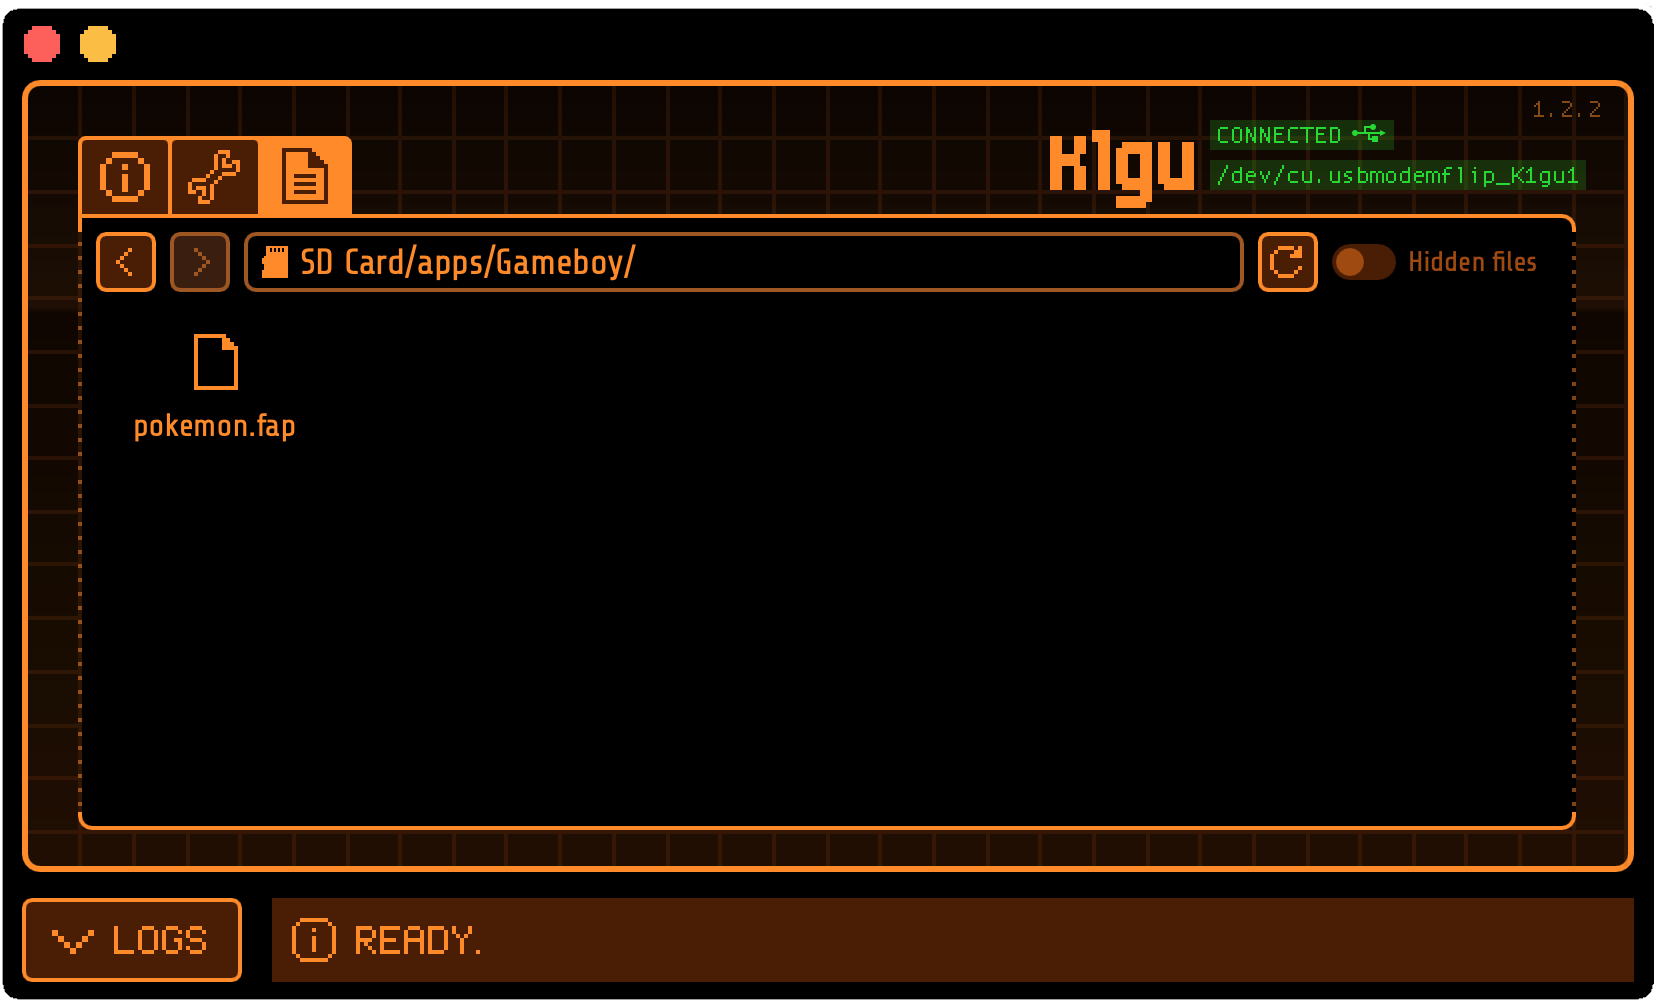 1.2.2
K1gu
CONNECTED
/dev/cu.usbmodemflip_K1gu1
SD Card/apps/Gameboy/
Hidden files
pokemon.fap
LOGS
READY.